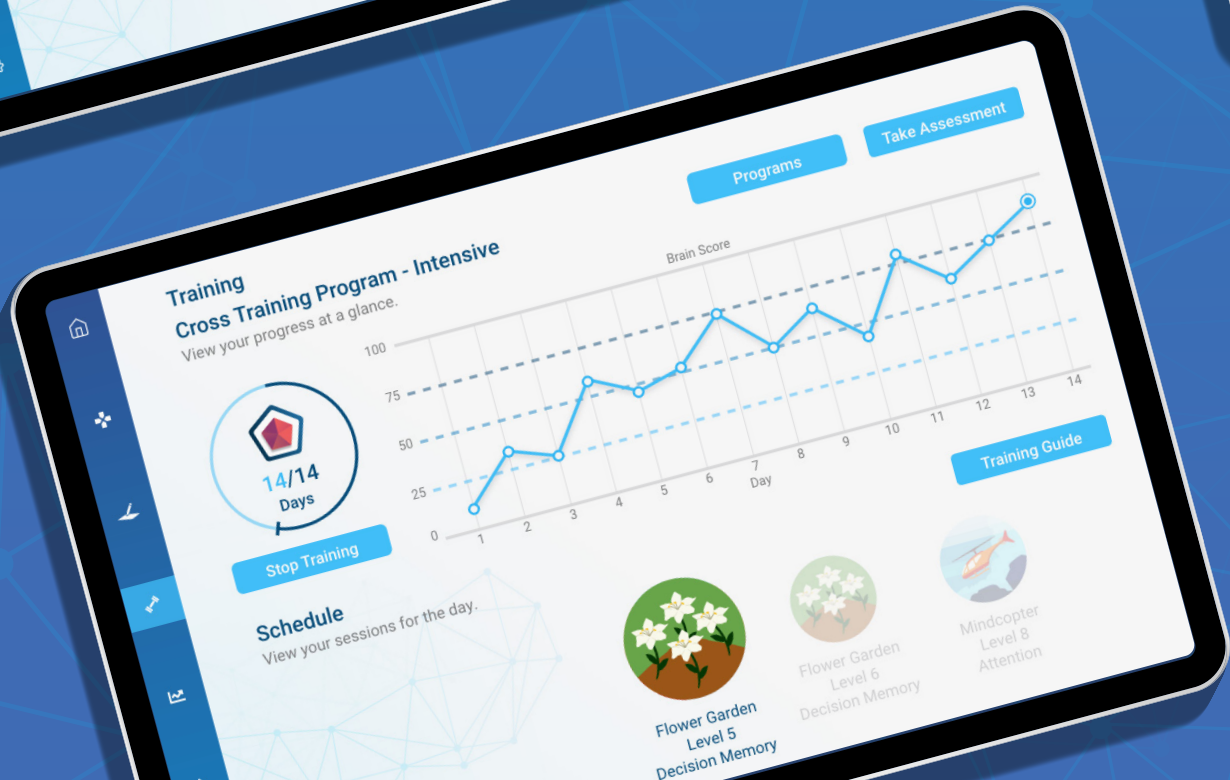 Programs
Take Assessment
Training
Cross Training Program - Intensive
View your progress at a glance.
Brain Score
100
75
50
25
0
1
2
3
4
5
6
7
8
9
10
11
12
13
14
Day
14/14
Days
Stop Training
Training Guide
Schedule
View your sessions for the day.
Flower Garden
Level 5
Decision Memory
Flower Garden
Level 6
Decision Memory
Mindcopter
Level 8
Attention